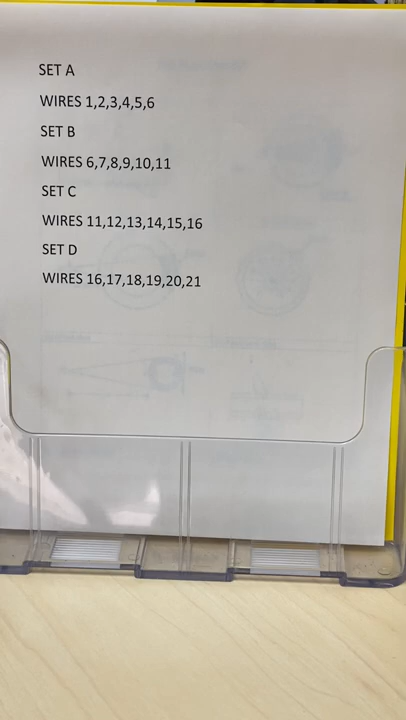 SET A
WIRES 1,2,3,4,5,6
SET B
WIRES 6,7,8,9,10,11
SET C
WIRES 11,12,13,14,15,16
SET D
WIRES 16,17,18,19,20,21